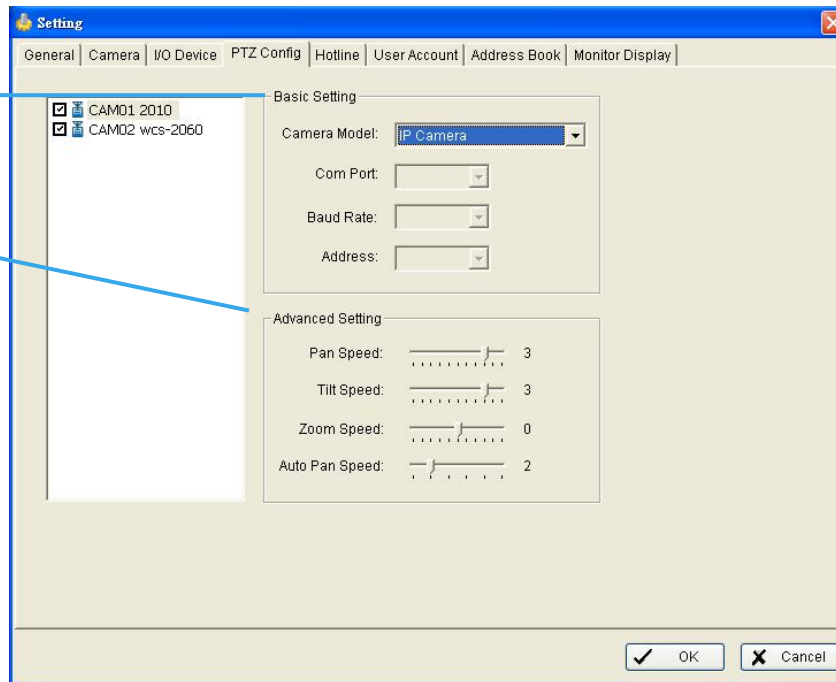 Setting
General Camera I/O Device PTZ Config Hotline User Account Address Book Monitor Display
CAM01 2010
CAM02 wcs-2060
Basic Setting
Camera Model: IP Camera
Com Port:
Baud Rate:
Address:
Advanced Setting
Pan Speed: 3
Tilt Speed: 3
Zoom Speed: 0
Auto Pan Speed: 2
OK Cancel